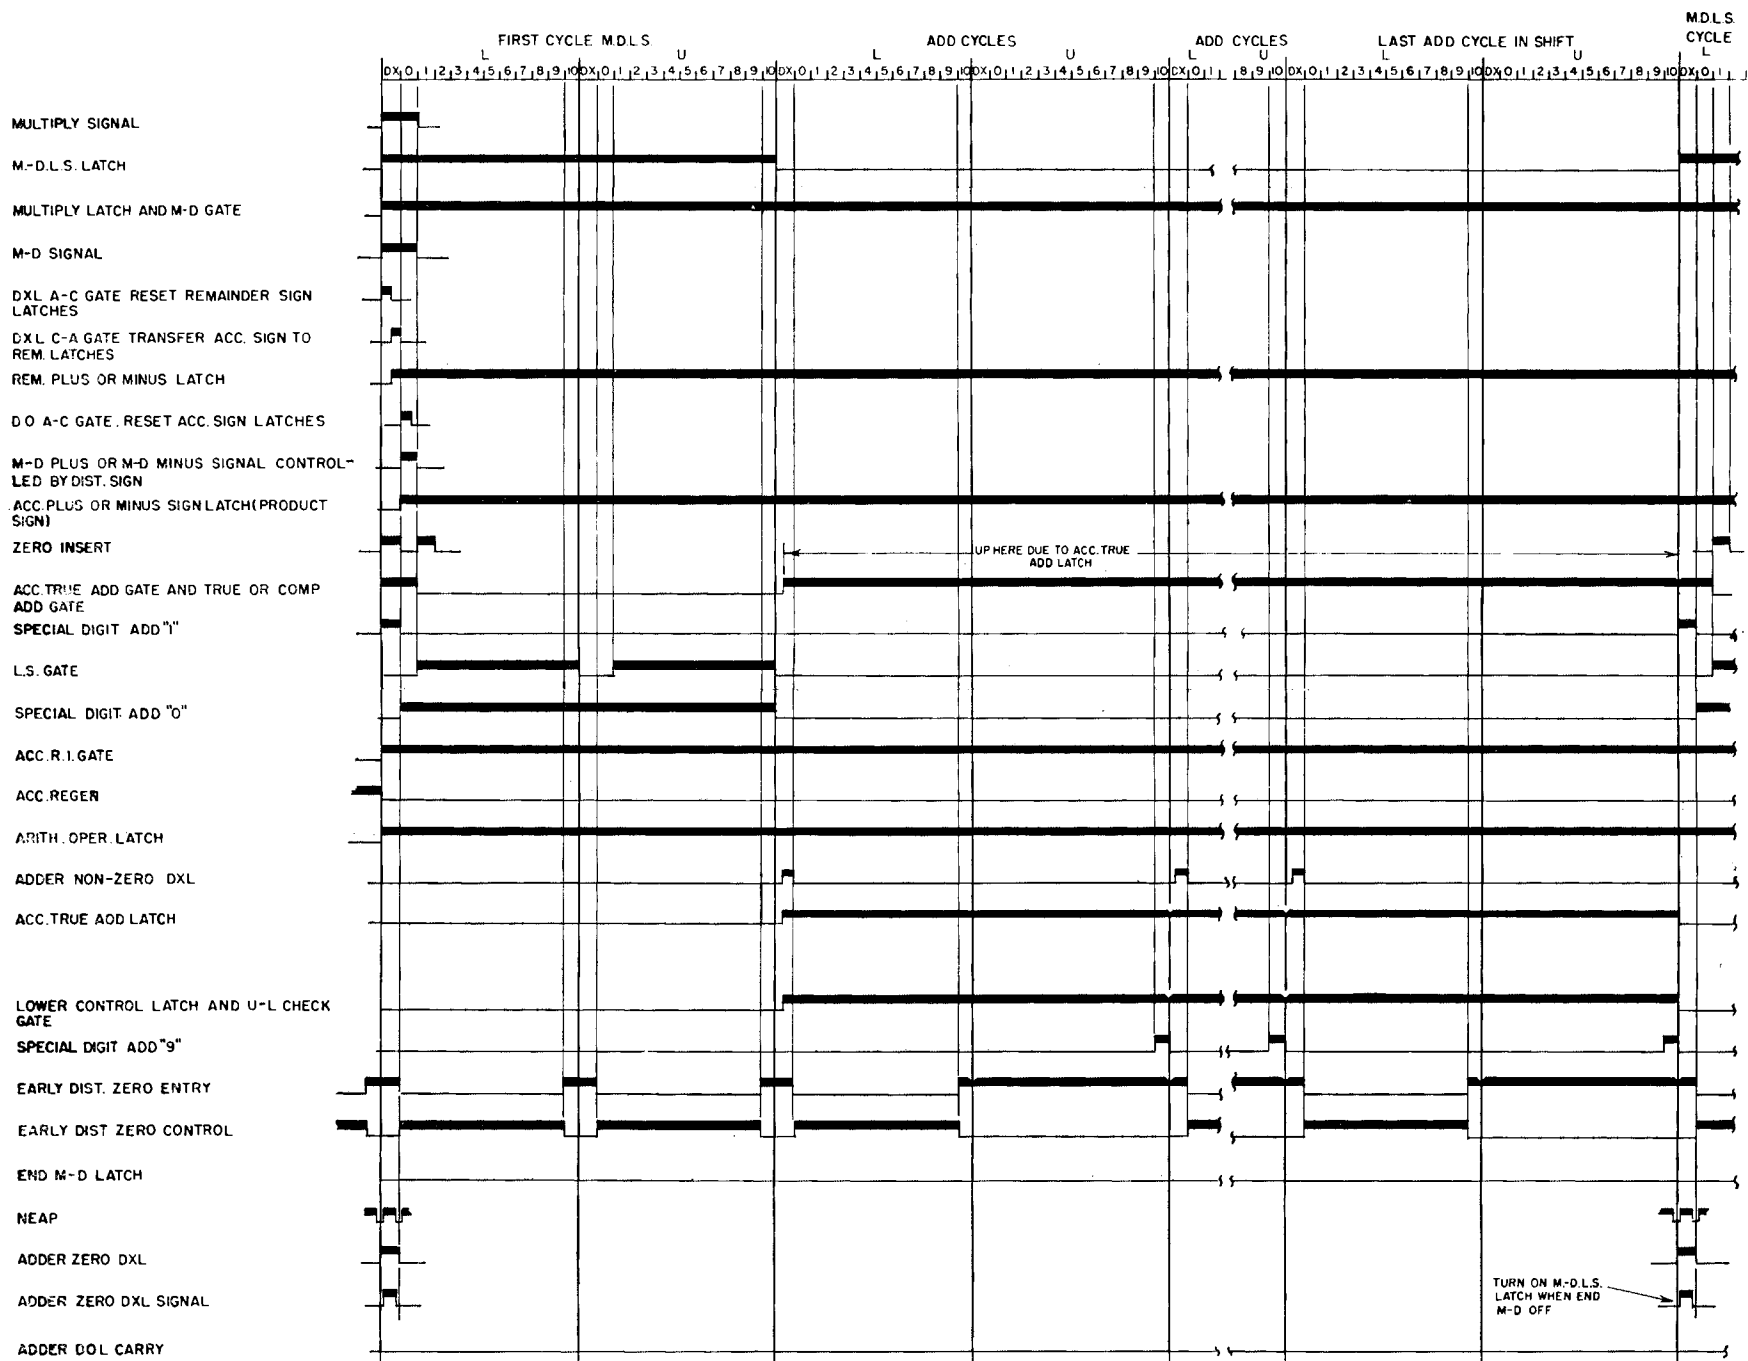 M.D.L.S.
CYCLE
FIRST CYCLE M.D.L.S. ADD CYCLES ADD CYCLES LAST ADD CYCLE IN SHIFT
L U L U L U L U L
DX 0 1 2 3 4 5 6 7 8 9 10 DX 0 1 2 3 4 5 6 7 8 9 10 DX 0 1 2 3 4 5 6 7 8 9 10 DX 0 1 2 3 4 5 6 7 8 9 10 DX 0 1 8 9 10 DX 0 1 2 3 4 5 6 7 8 9 10 DX 0 1 2 3 4 5 6 7 8 9 10 DX 0 1
MULTIPLY SIGNAL
M.-D.L.S. LATCH
MULTIPLY LATCH AND M-D GATE
M-D SIGNAL
DXL A-C GATE RESET REMAINDER SIGN
LATCHES
DXL C-A GATE TRANSFER ACC. SIGN TO
REM. LATCHES
REM. PLUS OR MINUS LATCH
DO A-C GATE. RESET ACC. SIGN LATCHES
M-D PLUS OR M-D MINUS SIGNAL CONTROL-
LED BY DIST. SIGN
ACC. PLUS OR MINUS SIGN LATCH (PRODUCT
SIGN)
ZERO INSERT
UP HERE DUE TO ACC. TRUE
ADD LATCH
ACC. TRUE ADD GATE AND TRUE OR COMP
ADD GATE
SPECIAL DIGIT ADD "1"
L.S. GATE
SPECIAL DIGIT ADD "0"
ACC. R.I. GATE
ACC. REGEN
ARITH. OPER. LATCH
ADDER NON-ZERO DXL
ACC. TRUE ADD LATCH
LOWER CONTROL LATCH AND U-L CHECK
GATE
SPECIAL DIGIT ADD "9"
EARLY DIST. ZERO ENTRY
EARLY DIST ZERO CONTROL
END M-D LATCH
NEAP
ADDER ZERO DXL
ADDER ZERO DXL SIGNAL
TURN ON M.-D.L.S.
LATCH WHEN END
M-D OFF
ADDER DOL CARRY